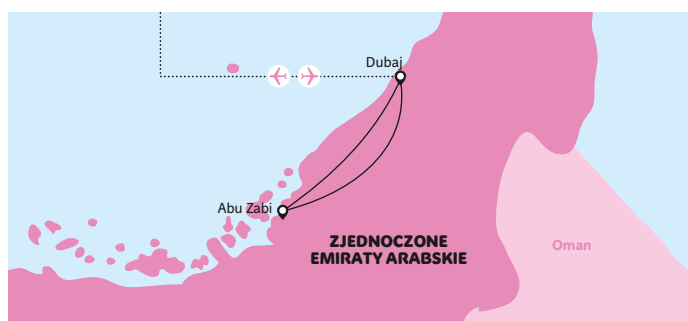 Dubaj
Abu Zabi
ZJEDNOCZONE
EMIRATY ARABSKIE
Oman